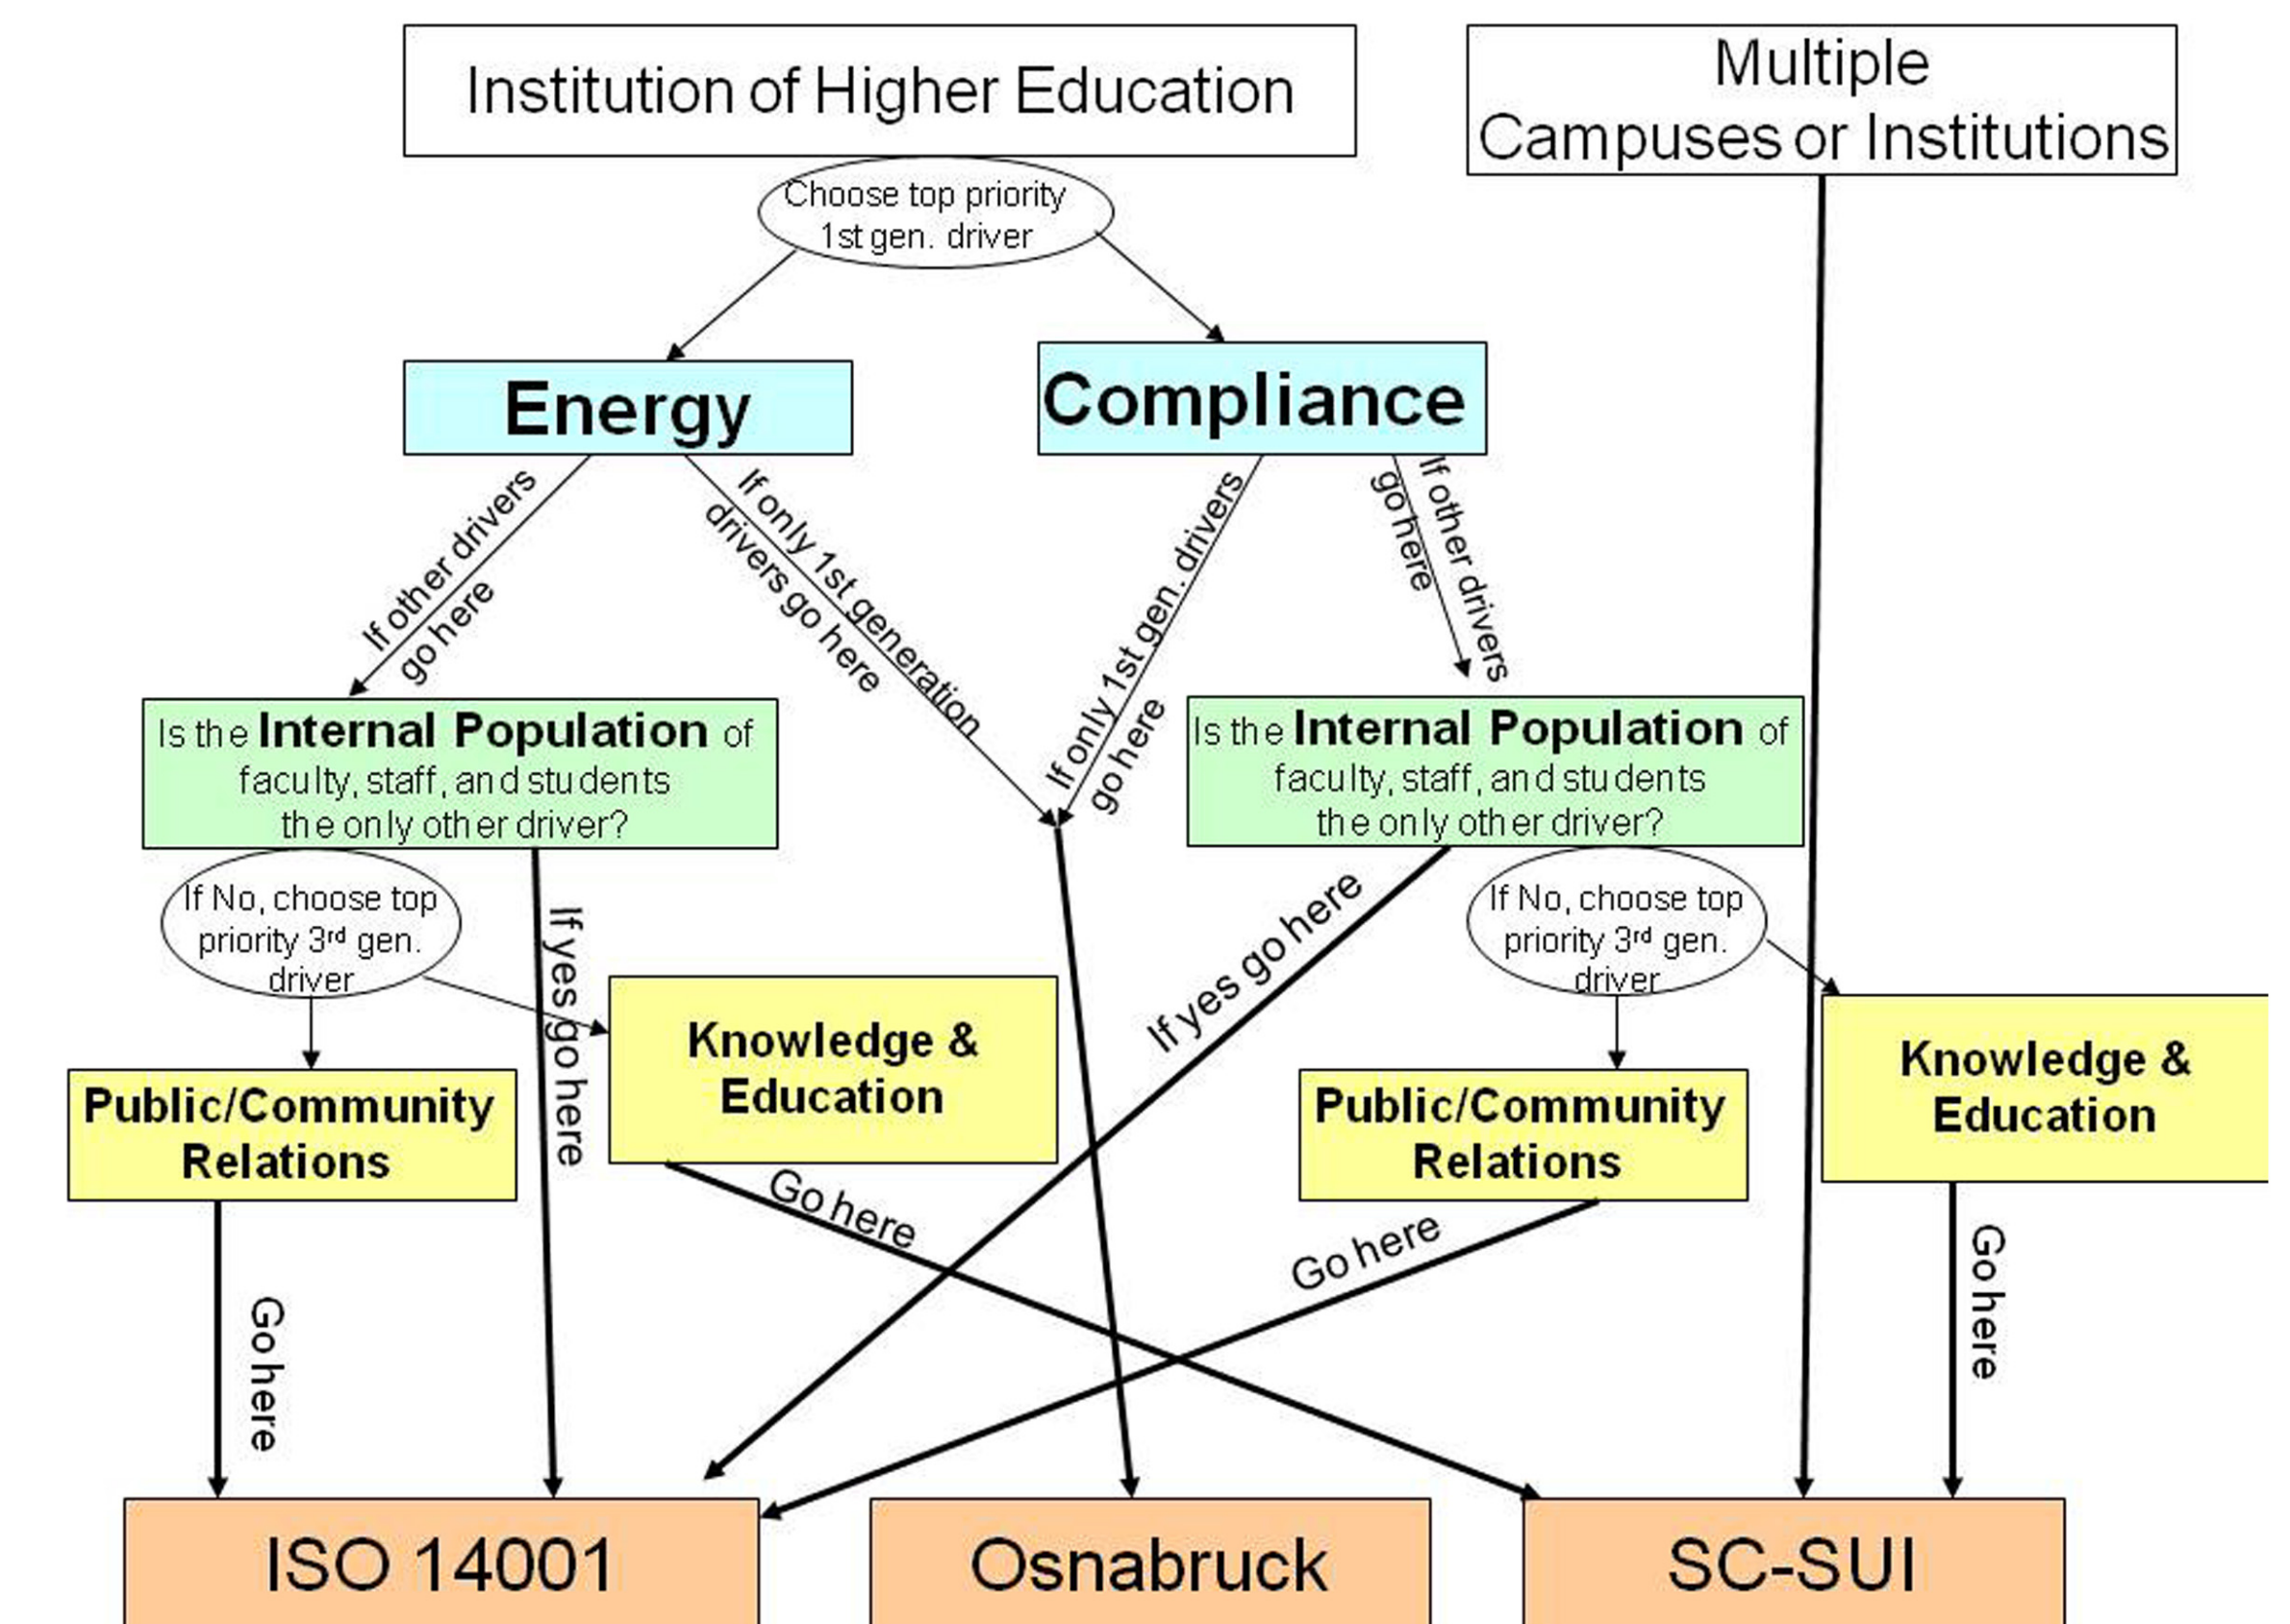 Institution of Higher Education
Multiple
Campuses or Institutions
Choose top priority
1st gen. driver
Energy
Compliance
If other drivers
go here
If only 1st generation
drivers go here
If only 1st gen. drivers
go here
If other drivers
go here
Is the Internal Population of
faculty, staff, and students
the only other driver?
Is the Internal Population of
faculty, staff, and students
the only other driver?
If No, choose top
priority 3rd gen.
driver
If yes go here
If yes go here
If No, choose top
priority 3rd gen.
driver
Knowledge &
Education
Public/Community
Relations
Public/Community
Relations
Knowledge &
Education
Go here
Go here
Go here
Go here
ISO 14001
Osnabruck
SC-SUI